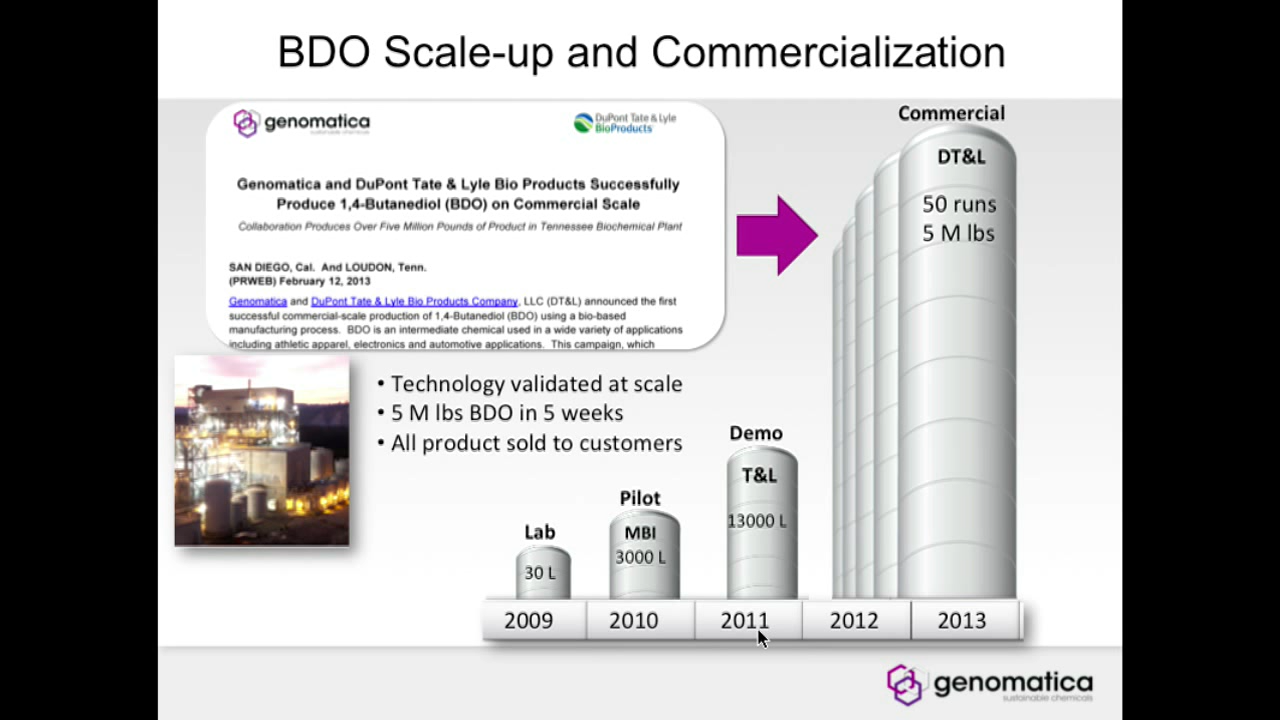 BDO Scale-up and Commercialization
genomatica
sustainable chemicals
DuPont Tate & Lyle
BioProducts
Genomatica and DuPont Tate & Lyle Bio Products Successfully
Produce 1,4-Butanediol (BDO) on Commercial Scale
Collaboration Produces Over Five Million Pounds of Product in Tennessee Biochemical Plant
SAN DIEGO, Cal.  And LOUDON, Tenn.
(PRWEB) February 12, 2013
Genomatica and DuPont Tate & Lyle Bio Products Company, LLC (DT&L) announced the first
successful commercial-scale production of 1,4-Butanediol (BDO) using a bio-based
manufacturing process.  BDO is an intermediate chemical used in a wide variety of applications
including athletic apparel, electronics and automotive applications.  This campaign, which
Commercial
DT&L
50 runs
5 M lbs
• Technology validated at scale
• 5 M lbs BDO in 5 weeks
• All product sold to customers
Demo
T&L
13000 L
Pilot
MBI
3000 L
Lab
30 L
2009 2010 2011 2012 2013
genomatica
sustainable chemicals